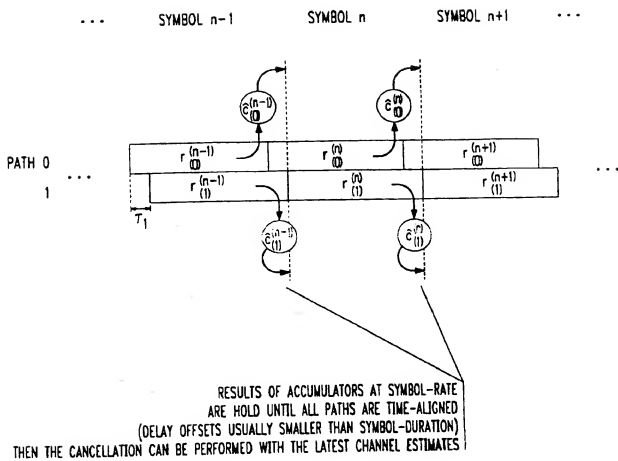 ... SYMBOL n-1 SYMBOL n SYMBOL n+1 ...
ĉ(0)^(n-1) ĉ(0)^(n)
PATH 0 r(0)^(n-1) r(0)^(n) r(0)^(n+1)
1 ... r(1)^(n-1) r(1)^(n) r(1)^(n+1) ...
τ1
ĉ(1)^(n-1) ĉ(1)^(n)
RESULTS OF ACCUMULATORS AT SYMBOL-RATE
ARE HOLD UNTIL ALL PATHS ARE TIME-ALIGNED
(DELAY OFFSETS USUALLY SMALLER THAN SYMBOL-DURATION)
THEN THE CANCELLATION CAN BE PERFORMED WITH THE LATEST CHANNEL ESTIMATES